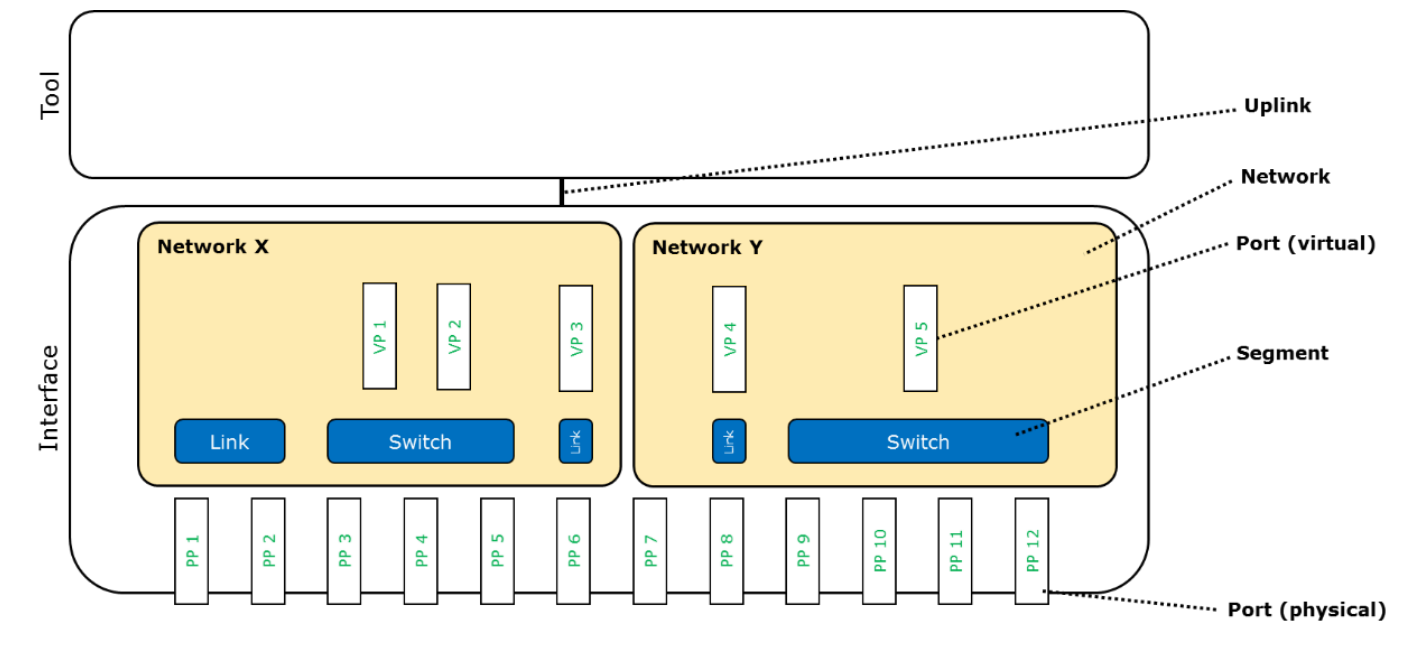 Tool
Uplink
Network
Port (virtual)
Segment
Interface
Network X
VP 1
VP 2
VP 3
Link
Switch
Link
Network Y
VP 4
VP 5
Link
Switch
PP 1
PP 2
PP 3
PP 4
PP 5
PP 6
PP 7
PP 8
PP 9
PP 10
PP 11
PP 12
Port (physical)